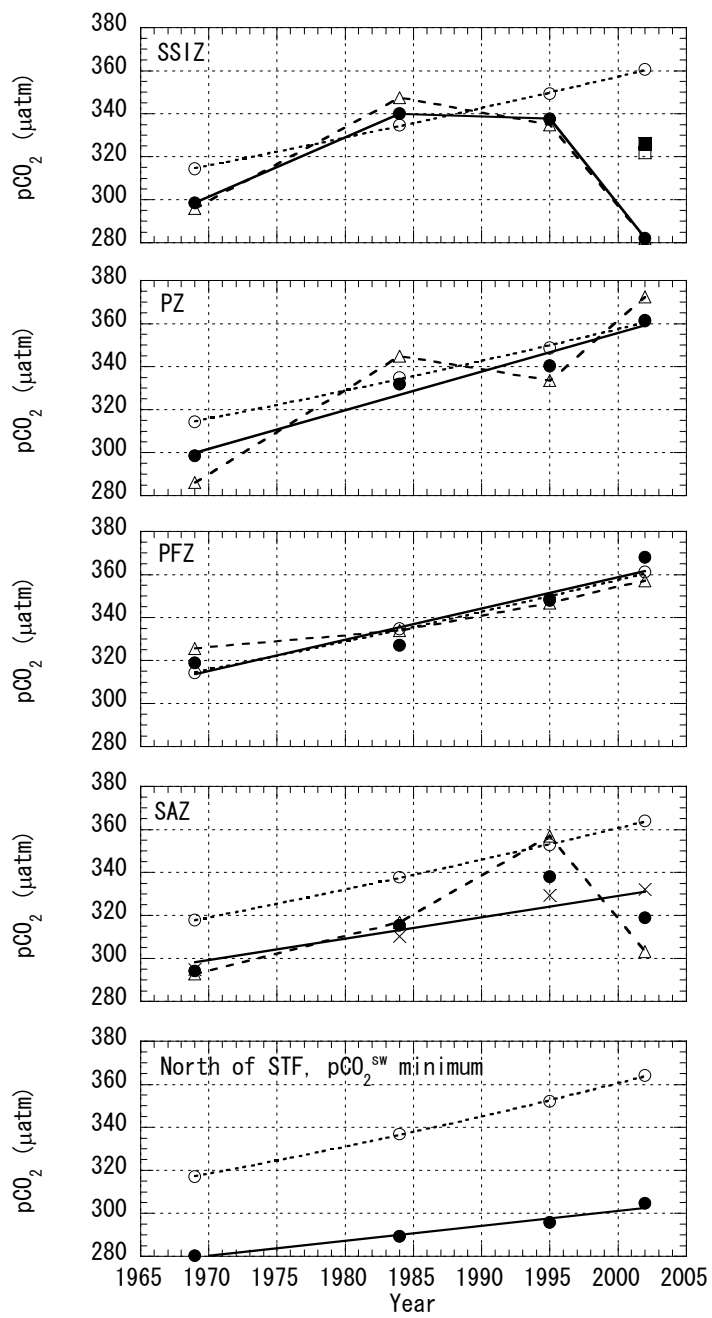 380
SSIZ
360
340
320
300
280
pCO₂ (μatm)
380
PZ
360
340
320
300
280
pCO₂ (μatm)
380
PFZ
360
340
320
300
280
pCO₂ (μatm)
380
SAZ
360
340
320
300
280
pCO₂ (μatm)
380
North of STF, pCO₂ˢʷ minimum
360
340
320
300
280
pCO₂ (μatm)
1965 1970 1975 1980 1985 1990 1995 2000 2005
Year